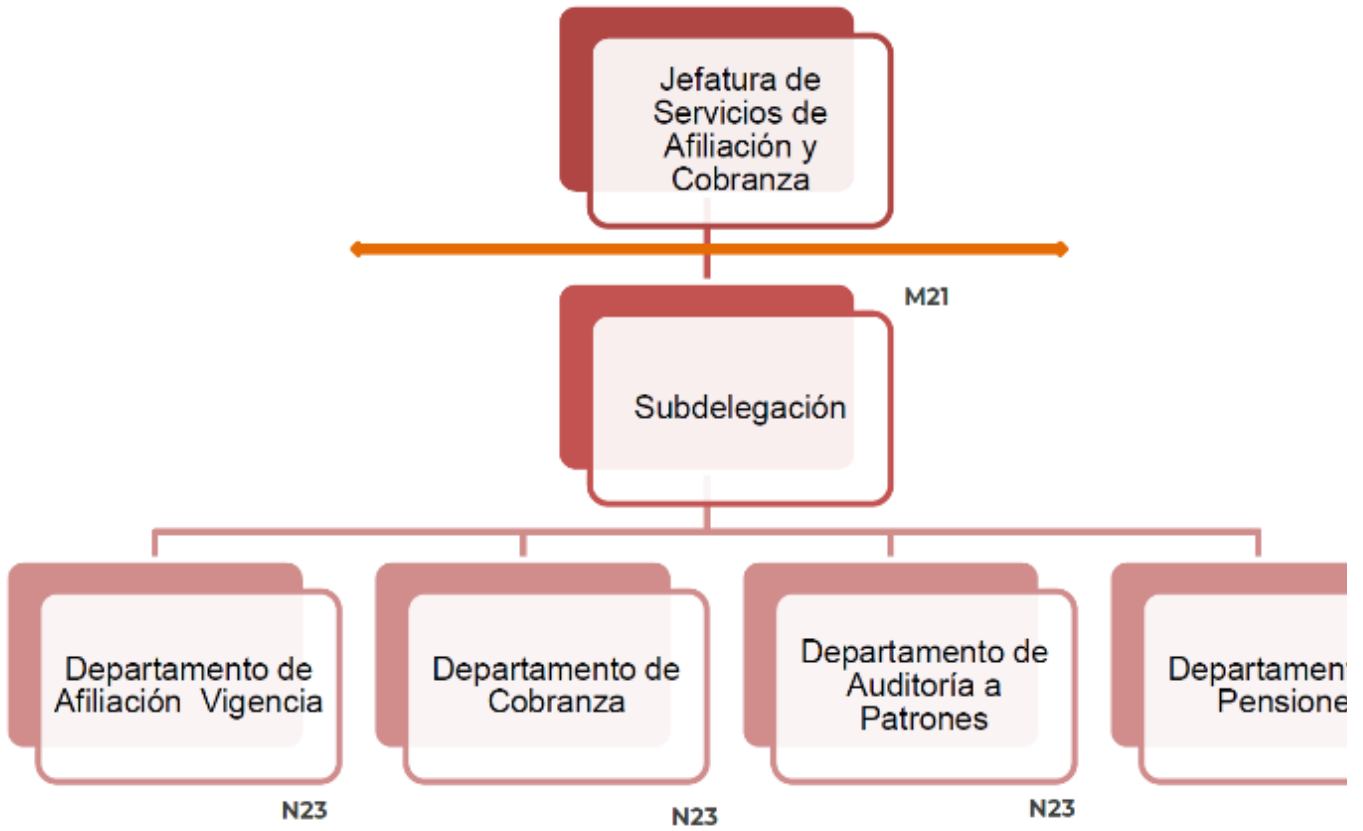 Jefatura de
Servicios de
Afiliación y
Cobranza
M21
Subdelegación
Departamento de
Afiliación  Vigencia
N23
Departamento de
Cobranza
N23
Departamento de
Auditoría a
Patrones
N23